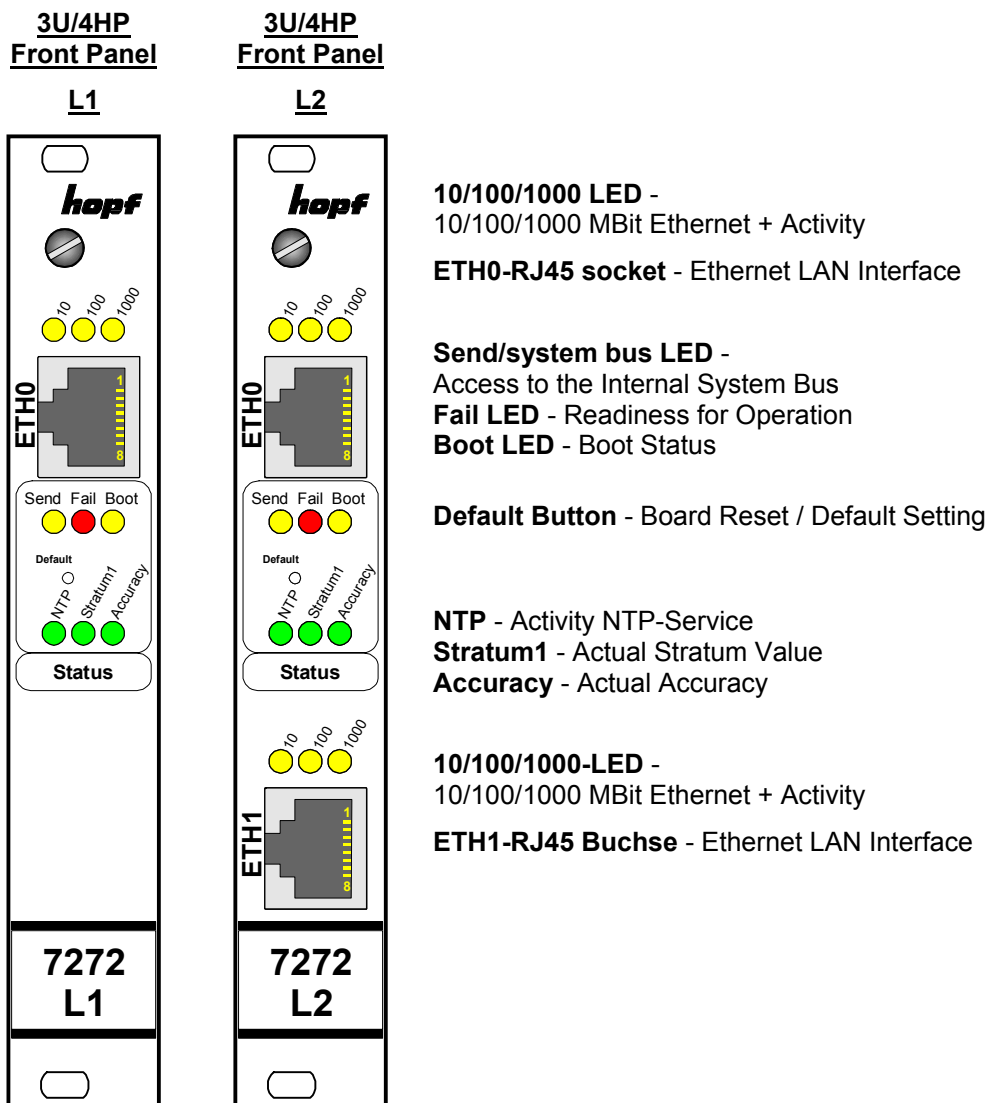 3U/4HP
Front Panel
L1
hopf
10 100 1000
ETH0
1
8
Send Fail Boot
Default
NTP Stratum1 Accuracy
Status
7272
L1
3U/4HP
Front Panel
L2
hopf
10 100 1000
ETH0
1
8
Send Fail Boot
Default
NTP Stratum1 Accuracy
Status
10 100 1000
ETH1
1
8
7272
L2
10/100/1000 LED -
10/100/1000 MBit Ethernet + Activity
ETH0-RJ45 socket - Ethernet LAN Interface
Send/system bus LED -
Access to the Internal System Bus
Fail LED - Readiness for Operation
Boot LED - Boot Status
Default Button - Board Reset / Default Setting
NTP - Activity NTP-Service
Stratum1 - Actual Stratum Value
Accuracy - Actual Accuracy
10/100/1000-LED -
10/100/1000 MBit Ethernet + Activity
ETH1-RJ45 Buchse - Ethernet LAN Interface